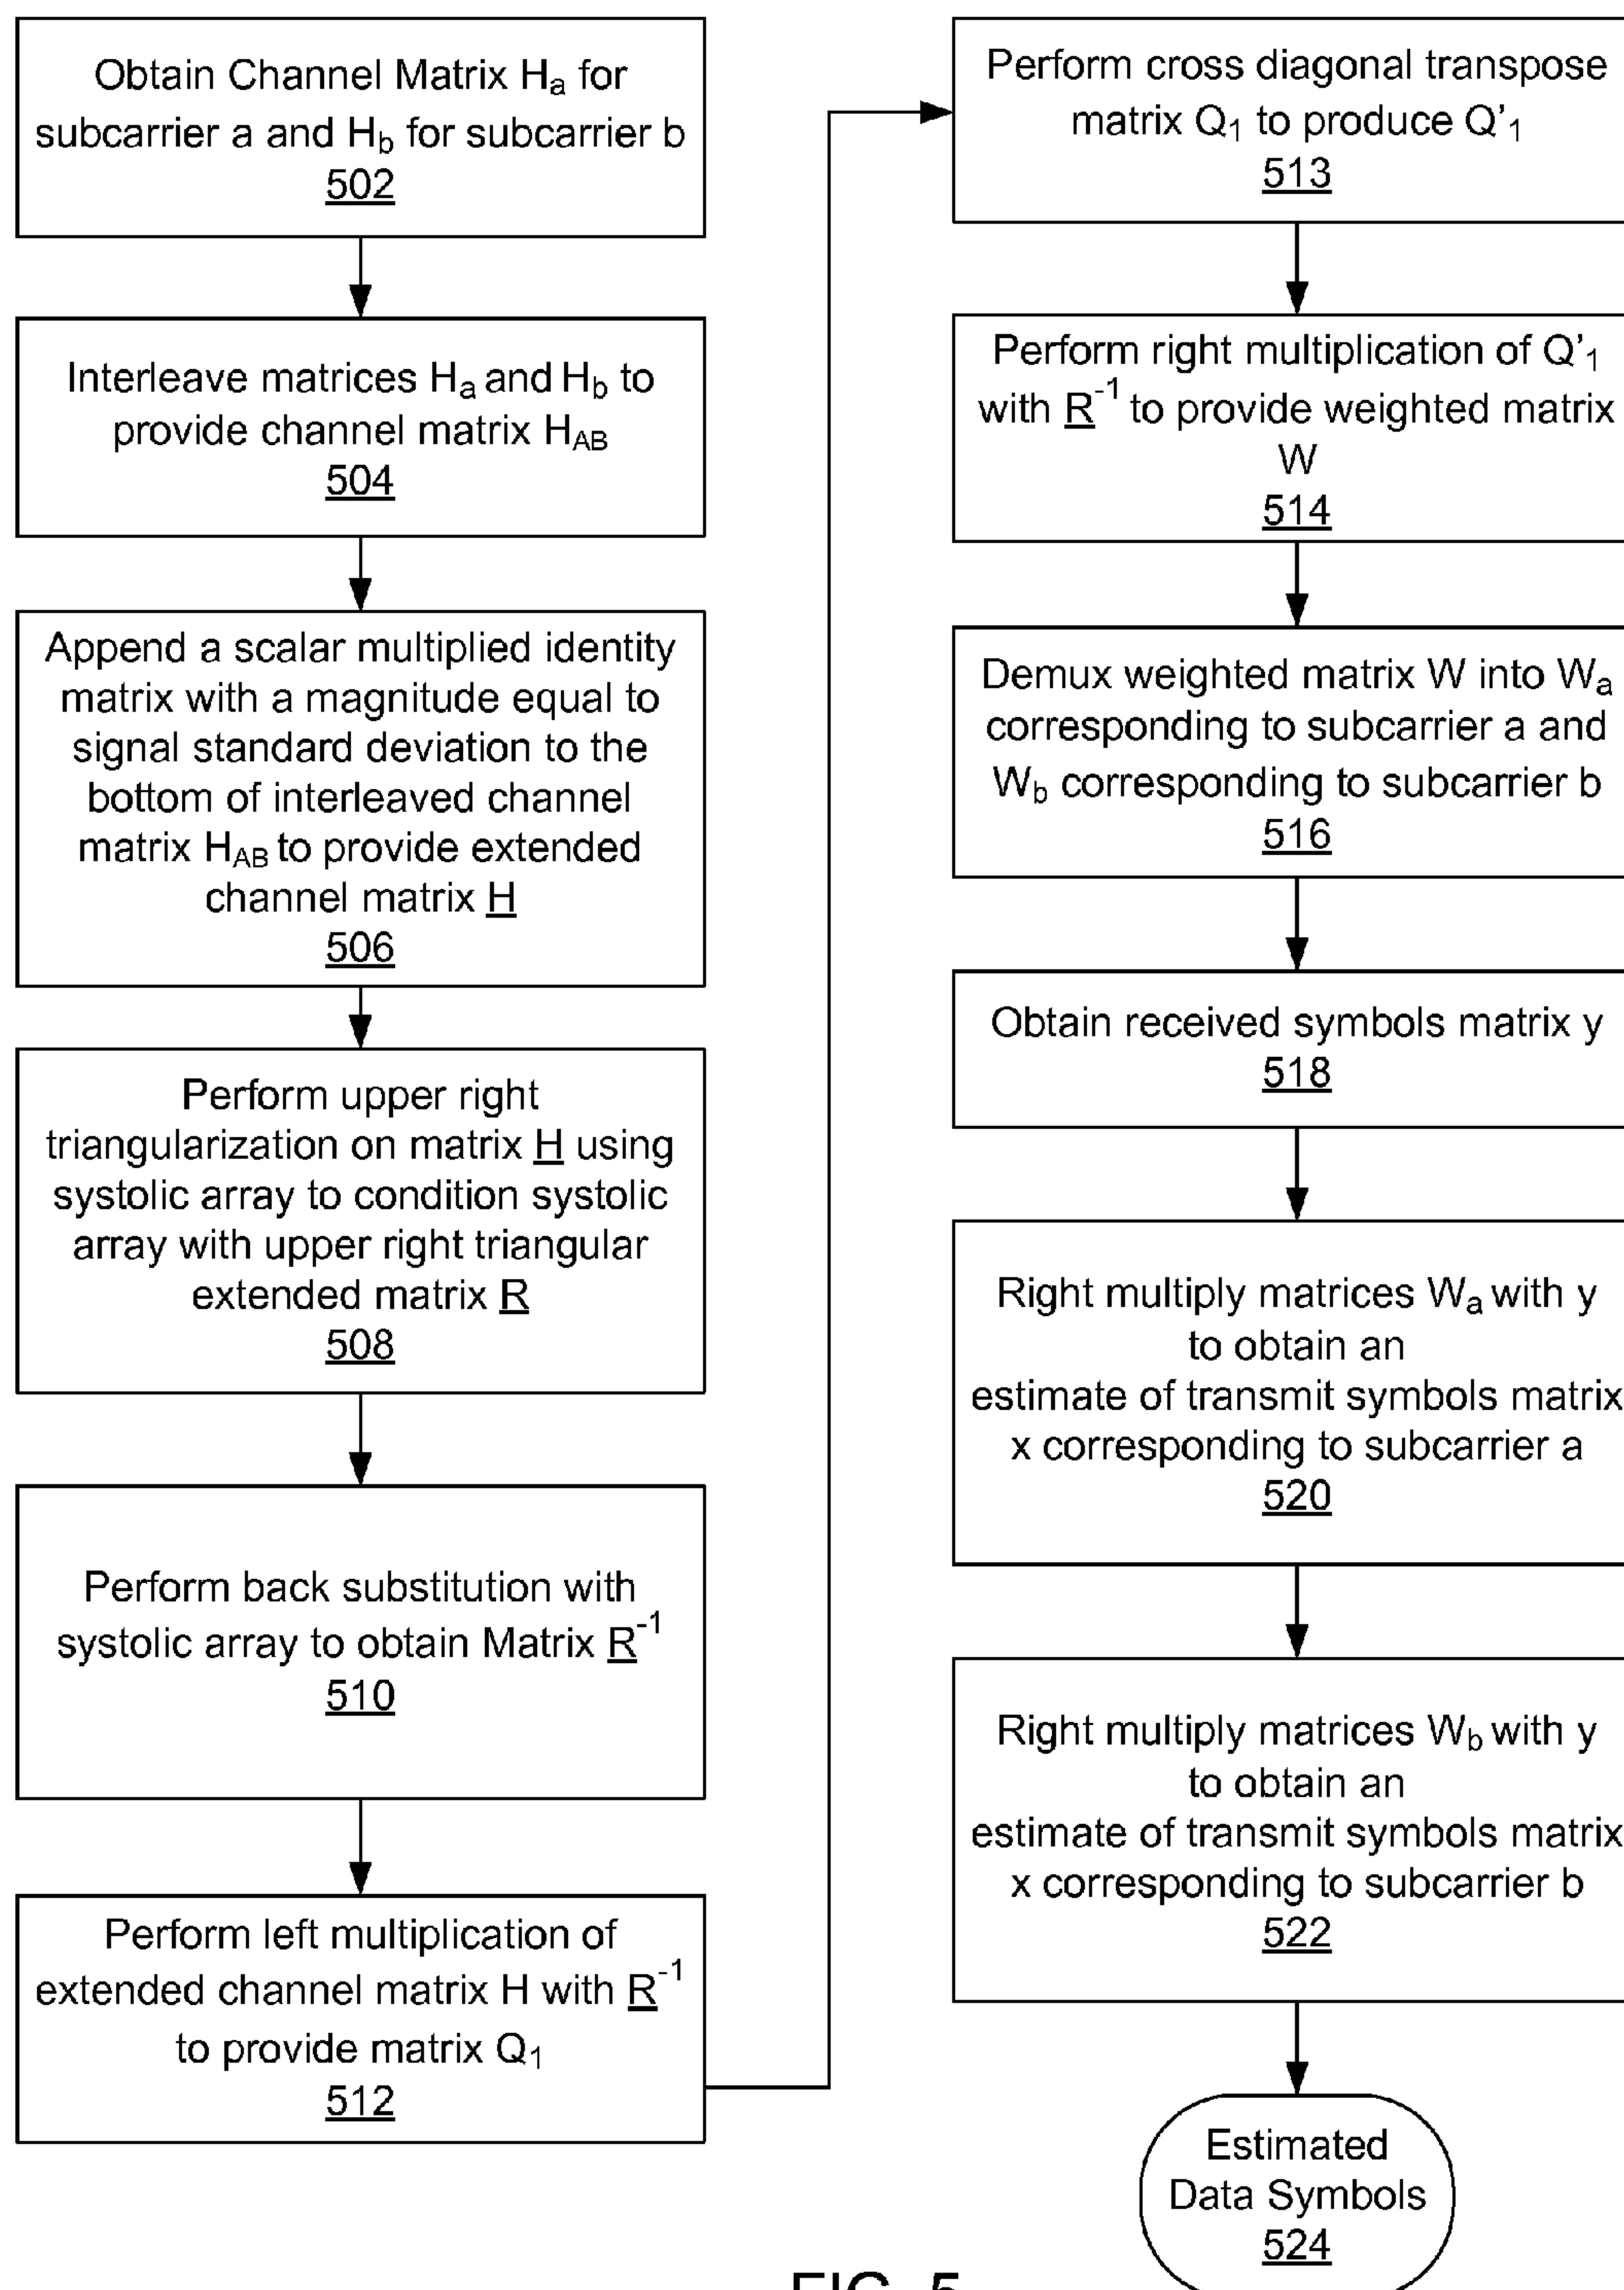 Obtain Channel Matrix Ha for
subcarrier a and Hb for subcarrier b
502
Interleave matrices Ha and Hb to
provide channel matrix HAB
504
Append a scalar multiplied identity
matrix with a magnitude equal to
signal standard deviation to the
bottom of interleaved channel
matrix HAB to provide extended
channel matrix H
506
Perform upper right
triangularization on matrix H using
systolic array to condition systolic
array with upper right triangular
extended matrix R
508
Perform back substitution with
systolic array to obtain Matrix R-1
510
Perform left multiplication of
extended channel matrix H with R-1
to provide matrix Q1
512
Perform cross diagonal transpose
matrix Q1 to produce Q’1
513
Perform right multiplication of Q’1
with R-1 to provide weighted matrix
W
514
Demux weighted matrix W into Wa
corresponding to subcarrier a and
Wb corresponding to subcarrier b
516
Obtain received symbols matrix y
518
Right multiply matrices Wa with y
to obtain an
estimate of transmit symbols matrix
x corresponding to subcarrier a
520
Right multiply matrices Wb with y
to obtain an
estimate of transmit symbols matrix
x corresponding to subcarrier b
522
Estimated
Data Symbols
524
FIG. 5